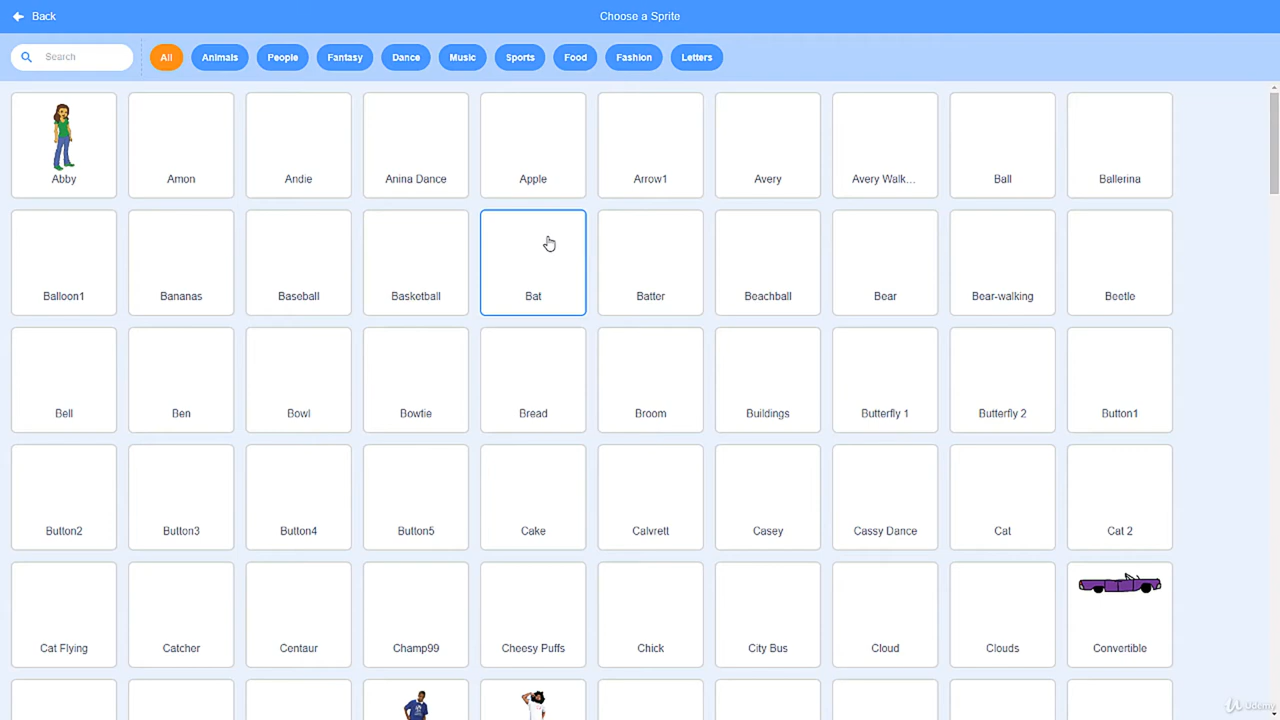 Back
Choose a Sprite
Search
All
Animals
People
Fantasy
Dance
Music
Sports
Food
Fashion
Letters
Abby
Amon
Andie
Anina Dance
Apple
Arrow1
Avery
Avery Walk...
Ball
Ballerina
Balloon1
Bananas
Baseball
Basketball
Bat
Batter
Beachball
Bear
Bear-walking
Beetle
Bell
Ben
Bowl
Bowtie
Bread
Broom
Buildings
Butterfly 1
Butterfly 2
Button1
Button2
Button3
Button4
Button5
Cake
Calvrett
Casey
Cassy Dance
Cat
Cat 2
Cat Flying
Catcher
Centaur
Champ99
Cheesy Puffs
Chick
City Bus
Cloud
Clouds
Convertible
Udemy